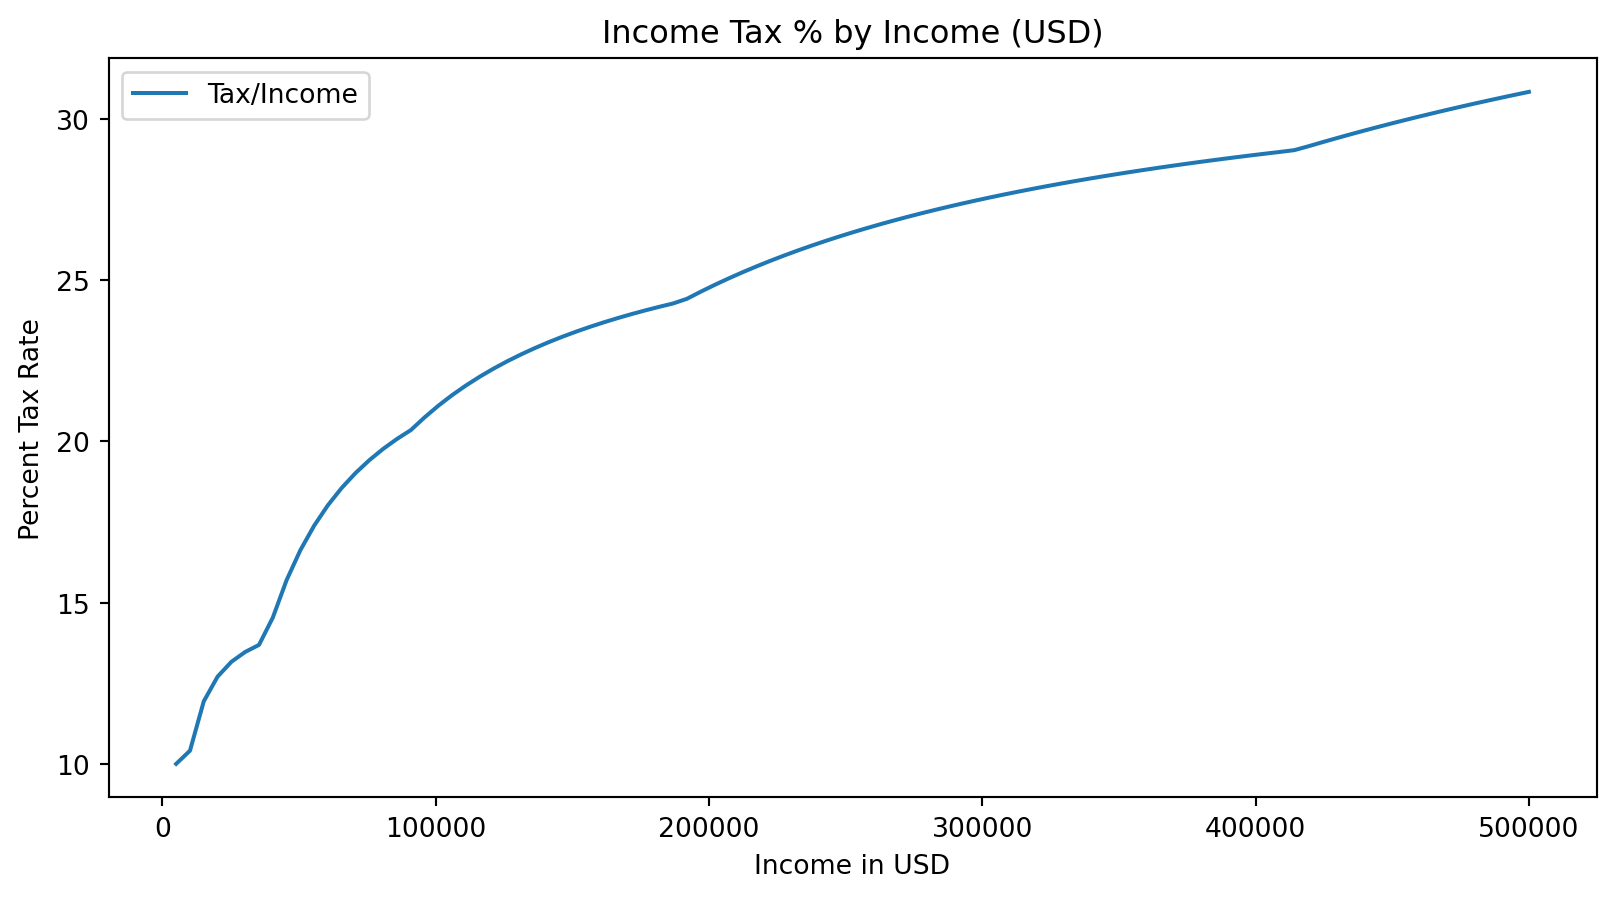 Income Tax % by Income (USD)
Tax/Income
Percent Tax Rate
30
25
20
15
10
0 100000 200000 300000 400000 500000
Income in USD